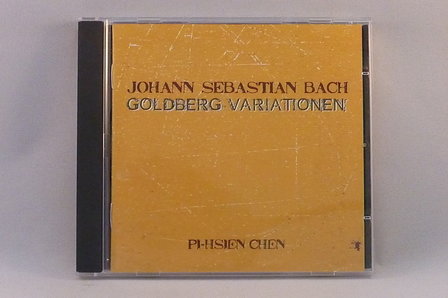 JOHANN SEBASTIAN BACH
GOLDBERG-VARIATIONEN
PI-HSIEN CHEN